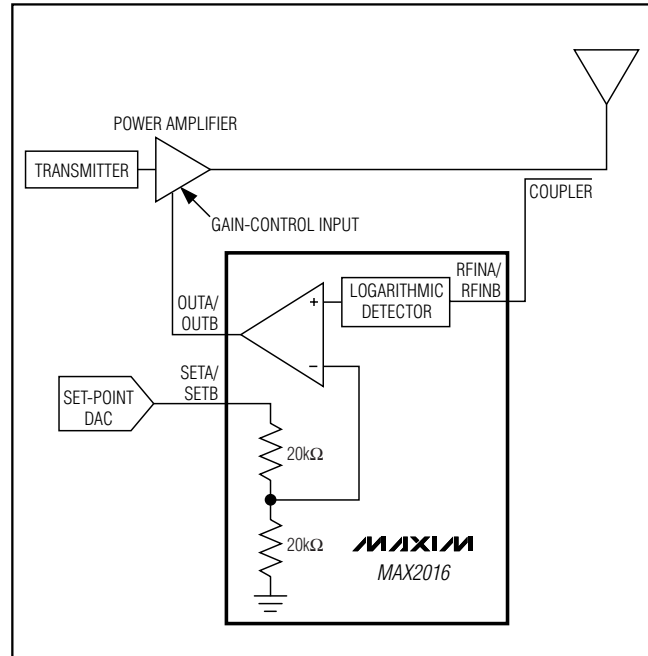 POWER AMPLIFIER
TRANSMITTER
COUPLER
GAIN-CONTROL INPUT
RFINA/
RFINB
LOGARITHMIC
DETECTOR
OUTA/
OUTB
+
−
SETA/
SETB
SET-POINT
DAC
20kΩ
20kΩ
MAXIM
MAX2016